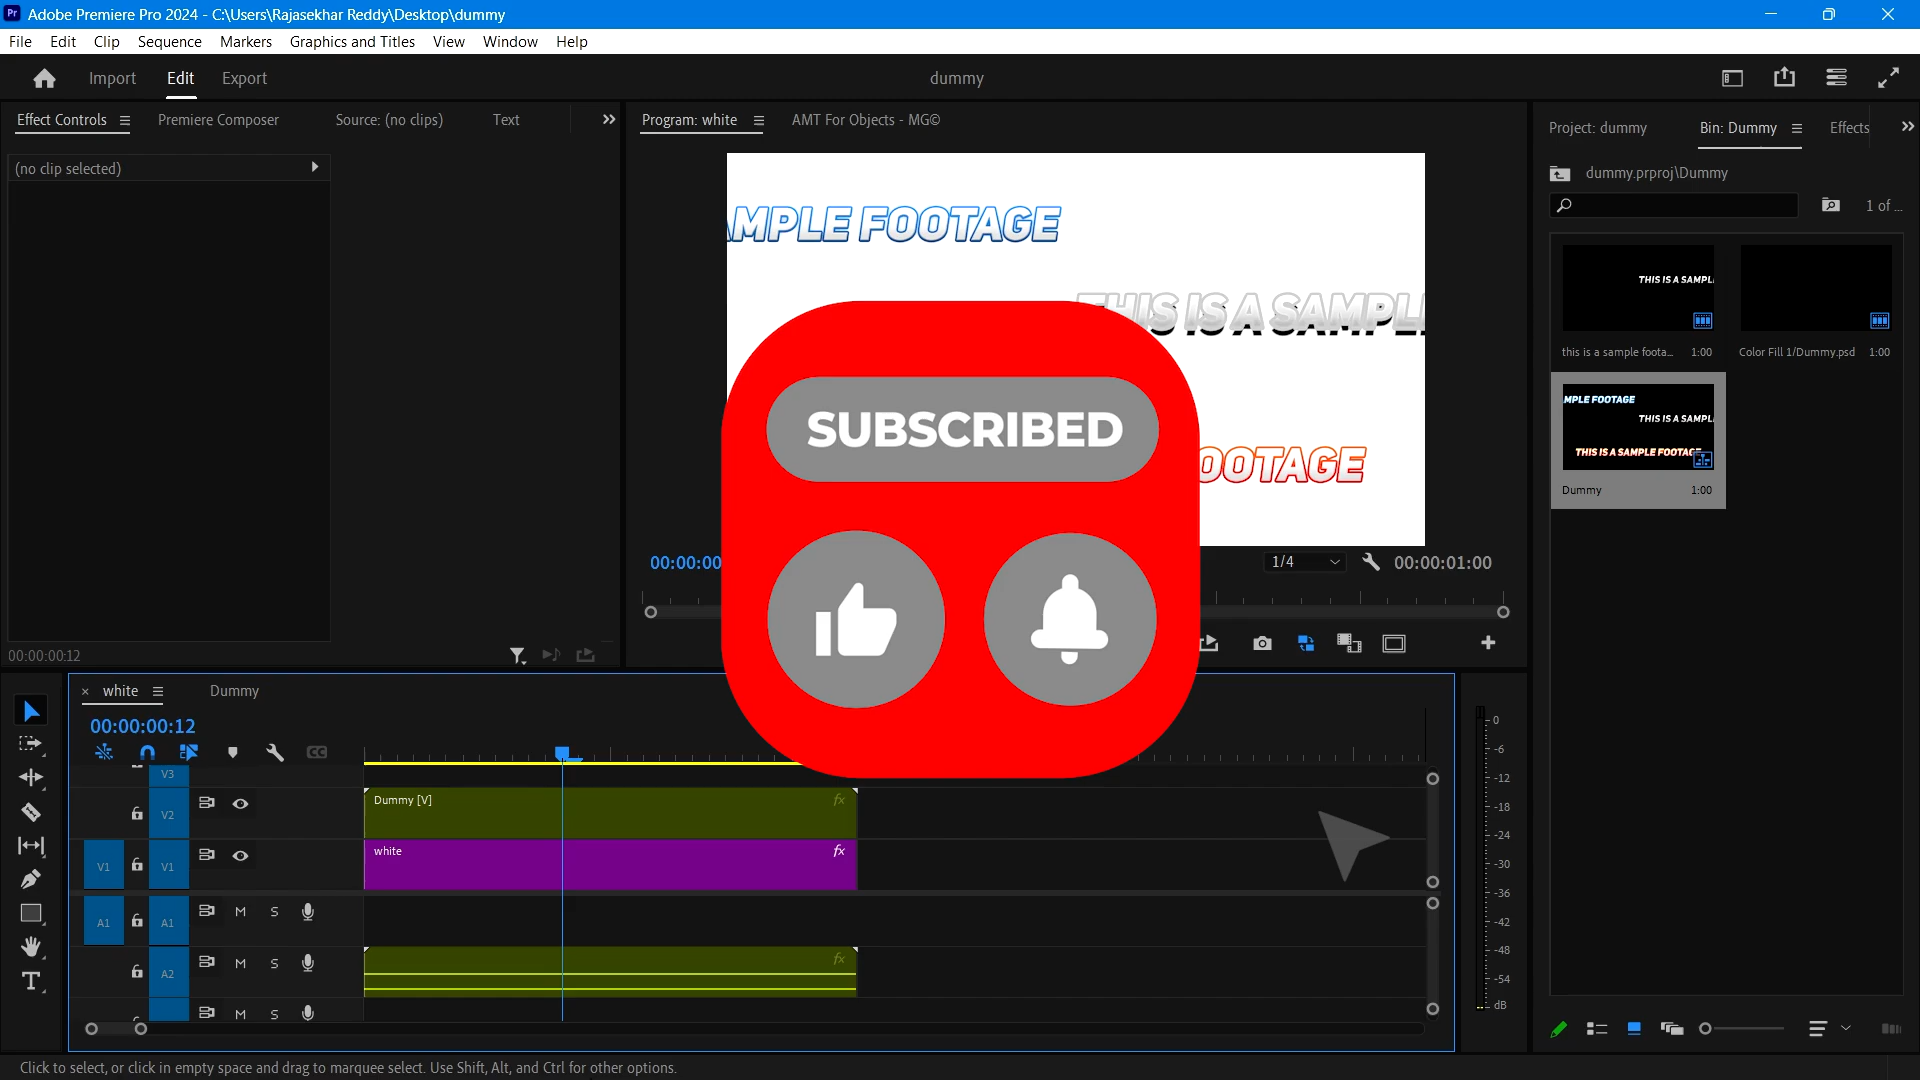 Pr Adobe Premiere Pro 2024 - C:\Users\Rajasekhar Reddy\Desktop\dummy
File Edit Clip Sequence Markers Graphics and Titles View Window Help
Import Edit Export dummy
Effect Controls Premiere Composer Source: (no clips) Text
Program: white AMT For Objects - MG©
Project: dummy Bin: Dummy Effects
(no clip selected)
dummy.prproj\Dummy
1 of ...
MPLE FOOTAGE
THIS IS A SAMPL
SUBSCRIBED
OOTAGE
THIS IS A SAMPL
this is a sample foota... 1:00
Color Fill 1/Dummy.psd 1:00
MPLE FOOTAGE
THIS IS A SAMPL
THIS IS A SAMPLE FOOTAGE
Dummy 1:00
00:00:00
1/4
00:00:01:00
00:00:00:12
white Dummy
00:00:00:12
CC
V3
V2
Dummy [V] fx
V1 V1
white fx
A1 A1 M S
A2 M S
fx
M S
0
-6
-12
-18
-24
-30
-36
-42
-48
-54
dB
Click to select, or click in empty space and drag to marquee select. Use Shift, Alt, and Ctrl for other options.